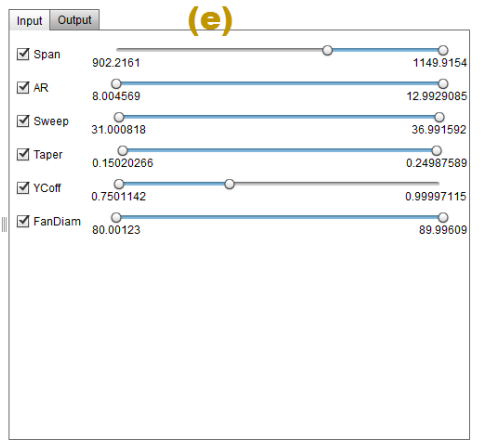 (e)
Input Output
Span
902.2161 1149.9154
AR
8.004569 12.9929085
Sweep
31.000818 36.991592
Taper
0.15020266 0.24987589
YCoff
0.7501142 0.99997115
FanDiam
80.00123 89.99609